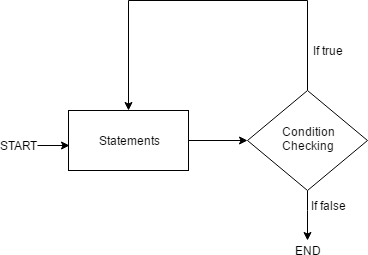 If true
START
Statements
Condition
Checking
If false
END